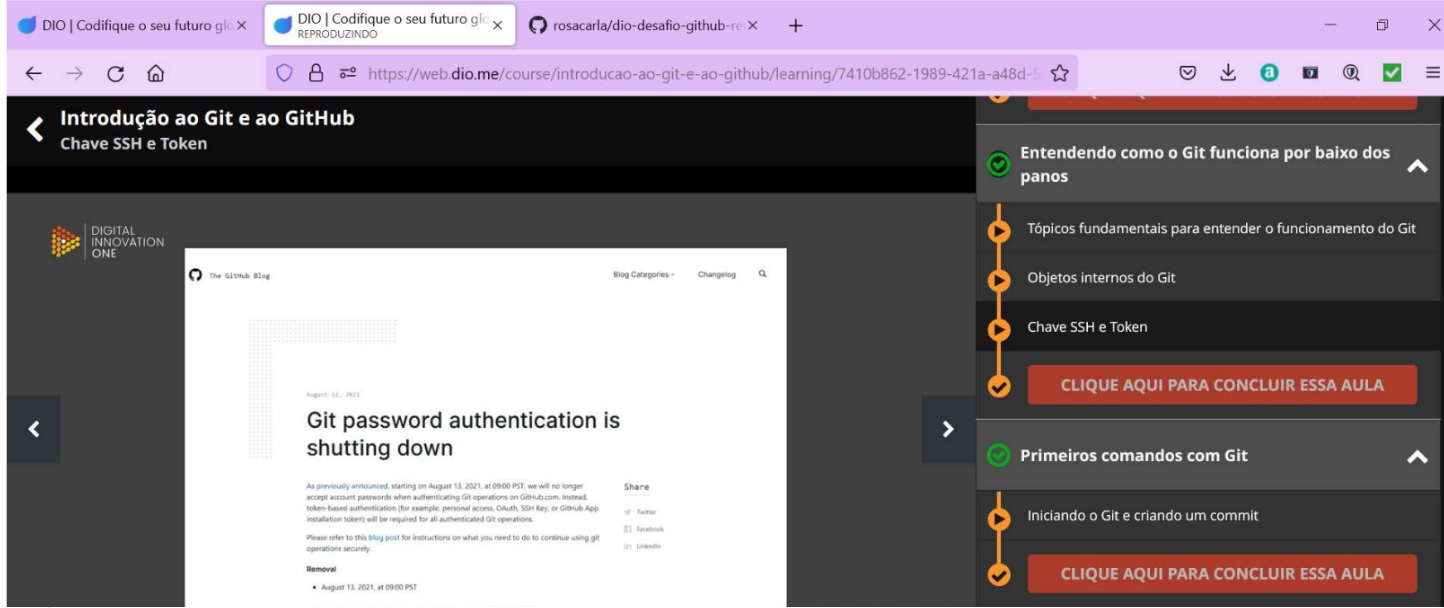 DIO | Codifique o seu futuro glo
DIO | Codifique o seu futuro glo
REPRODUZINDO
rosacarla/dio-desafio-github-re
https://web.dio.me/course/introducao-ao-git-e-ao-github/learning/7410b862-1989-421a-a48d-5
Introdução ao Git e ao GitHub
Chave SSH e Token
DIGITAL
INNOVATION
ONE
The GitHub Blog
Blog Categories
Changelog
August 12, 2021
Git password authentication is
shutting down
As previously announced, starting on August 13, 2021, at 09:00 PST, we will no longer
accept account passwords when authenticating Git operations on GitHub.com. Instead,
token-based authentication (for example, personal access, OAuth, SSH Key, or GitHub App
installation token) will be required for all authenticated Git operations.
Please refer to this blog post for instructions on what you need to do to continue using git
operations securely.
Removal
• August 13, 2021, at 09:00 PST
Share
Twitter
Facebook
LinkedIn
Entendendo como o Git funciona por baixo dos
panos
Tópicos fundamentais para entender o funcionamento do Git
Objetos internos do Git
Chave SSH e Token
CLIQUE AQUI PARA CONCLUIR ESSA AULA
Primeiros comandos com Git
Iniciando o Git e criando um commit
CLIQUE AQUI PARA CONCLUIR ESSA AULA